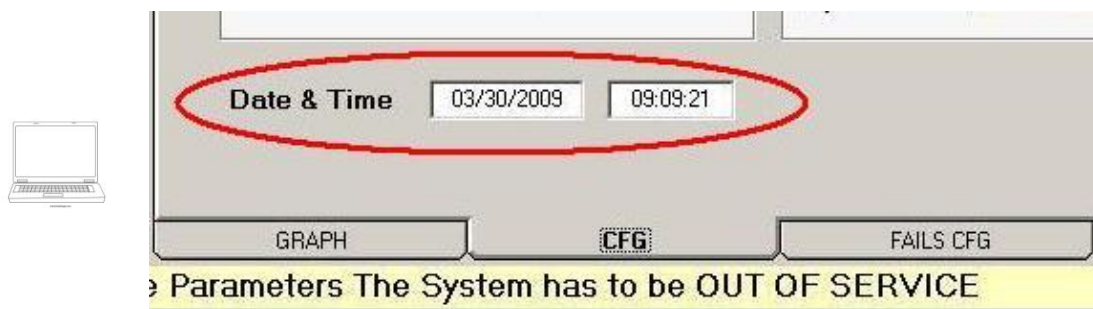 Date & Time 03/30/2009 09:09:21
GRAPH CFG FAILS CFG
Parameters The System has to be OUT OF SERVICE